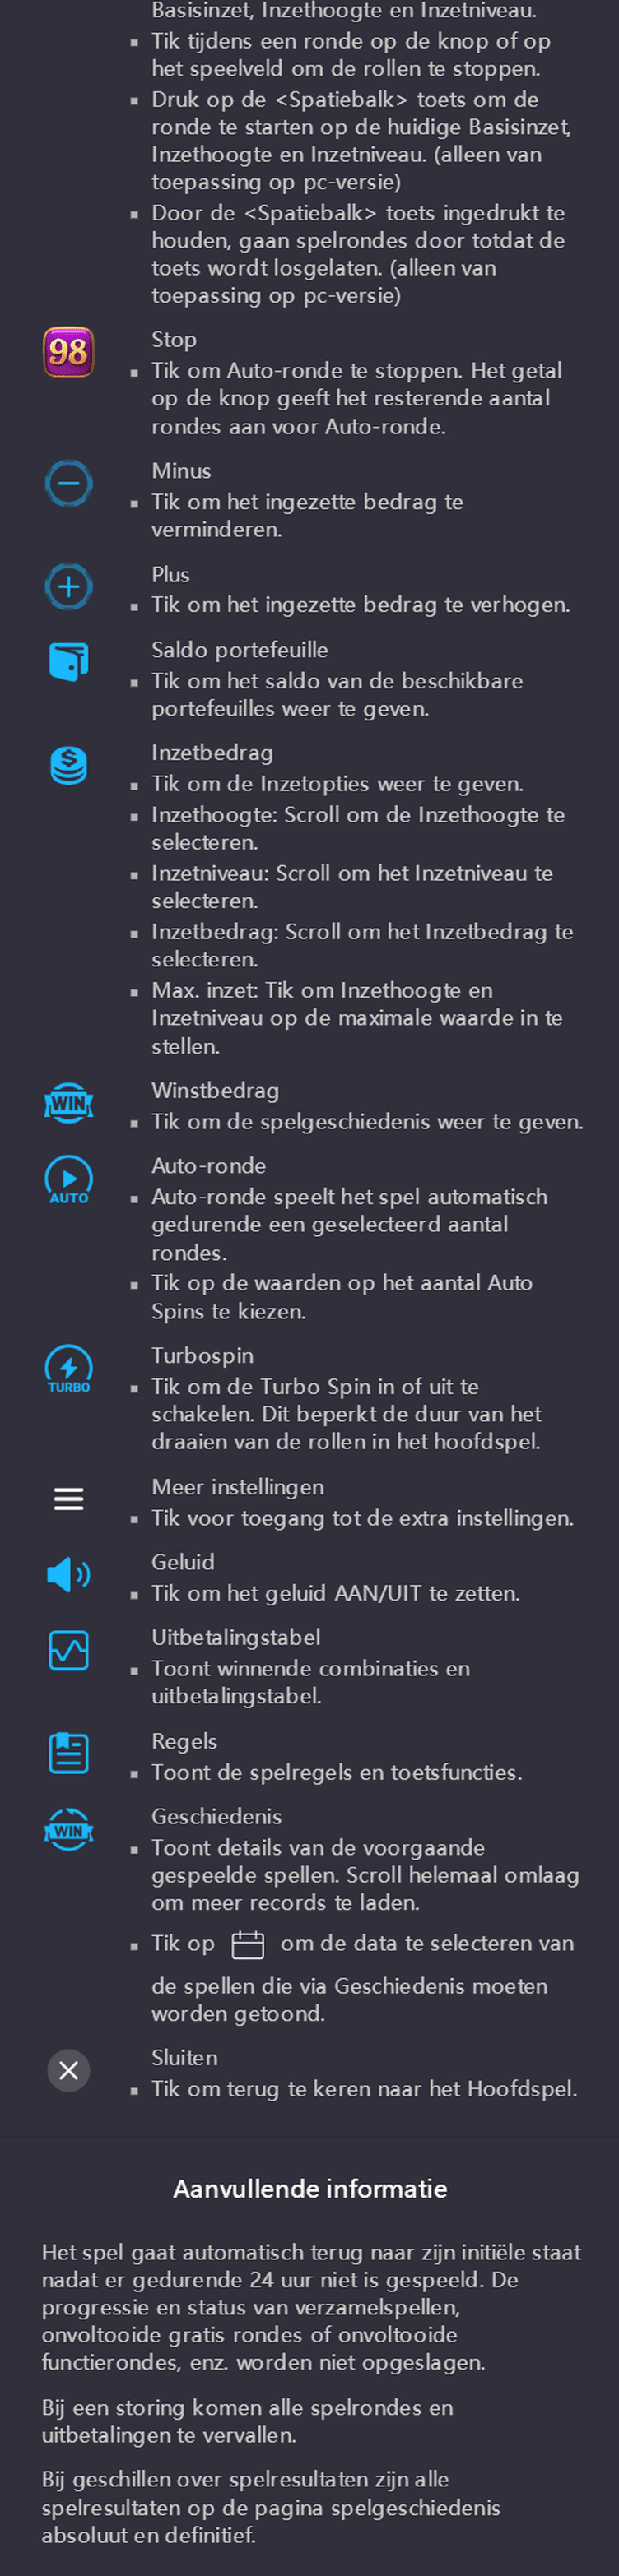 Basisinzet, Inzethoogte en Inzetniveau.
▪ Tik tijdens een ronde op de knop of op
het speelveld om de rollen te stoppen.
▪ Druk op de <Spatiebalk> toets om de
ronde te starten op de huidige Basisinzet,
Inzethoogte en Inzetniveau. (alleen van
toepassing op pc-versie)
▪ Door de <Spatiebalk> toets ingedrukt te
houden, gaan spelrondes door totdat de
toets wordt losgelaten. (alleen van
toepassing op pc-versie)
98
Stop
▪ Tik om Auto-ronde te stoppen. Het getal
op de knop geeft het resterende aantal
rondes aan voor Auto-ronde.
Minus
▪ Tik om het ingezette bedrag te
verminderen.
Plus
▪ Tik om het ingezette bedrag te verhogen.
Saldo portefeuille
▪ Tik om het saldo van de beschikbare
portefeuilles weer te geven.
Inzetbedrag
▪ Tik om de Inzetopties weer te geven.
▪ Inzethoogte: Scroll om de Inzethoogte te
selecteren.
▪ Inzetniveau: Scroll om het Inzetniveau te
selecteren.
▪ Inzetbedrag: Scroll om het Inzetbedrag te
selecteren.
▪ Max. inzet: Tik om Inzethoogte en
Inzetniveau op de maximale waarde in te
stellen.
WIN
Winstbedrag
▪ Tik om de spelgeschiedenis weer te geven.
AUTO
Auto-ronde
▪ Auto-ronde speelt het spel automatisch
gedurende een geselecteerd aantal
rondes.
▪ Tik op de waarden op het aantal Auto
Spins te kiezen.
TURBO
Turbospin
▪ Tik om de Turbo Spin in of uit te
schakelen. Dit beperkt de duur van het
draaien van de rollen in het hoofdspel.
Meer instellingen
▪ Tik voor toegang tot de extra instellingen.
Geluid
▪ Tik om het geluid AAN/UIT te zetten.
Uitbetalingstabel
▪ Toont winnende combinaties en
uitbetalingstabel.
Regels
▪ Toont de spelregels en toetsfuncties.
WIN
Geschiedenis
▪ Toont details van de voorgaande
gespeelde spellen. Scroll helemaal omlaag
om meer records te laden.
▪ Tik op om de data te selecteren van
de spellen die via Geschiedenis moeten
worden getoond.
Sluiten
▪ Tik om terug te keren naar het Hoofdspel.
Aanvullende informatie
Het spel gaat automatisch terug naar zijn initiële staat
nadat er gedurende 24 uur niet is gespeeld. De
progressie en status van verzamelspellen,
onvoltooide gratis rondes of onvoltooide
functierondes, enz. worden niet opgeslagen.
Bij een storing komen alle spelrondes en
uitbetalingen te vervallen.
Bij geschillen over spelresultaten zijn alle
spelresultaten op de pagina spelgeschiedenis
absoluut en definitief.